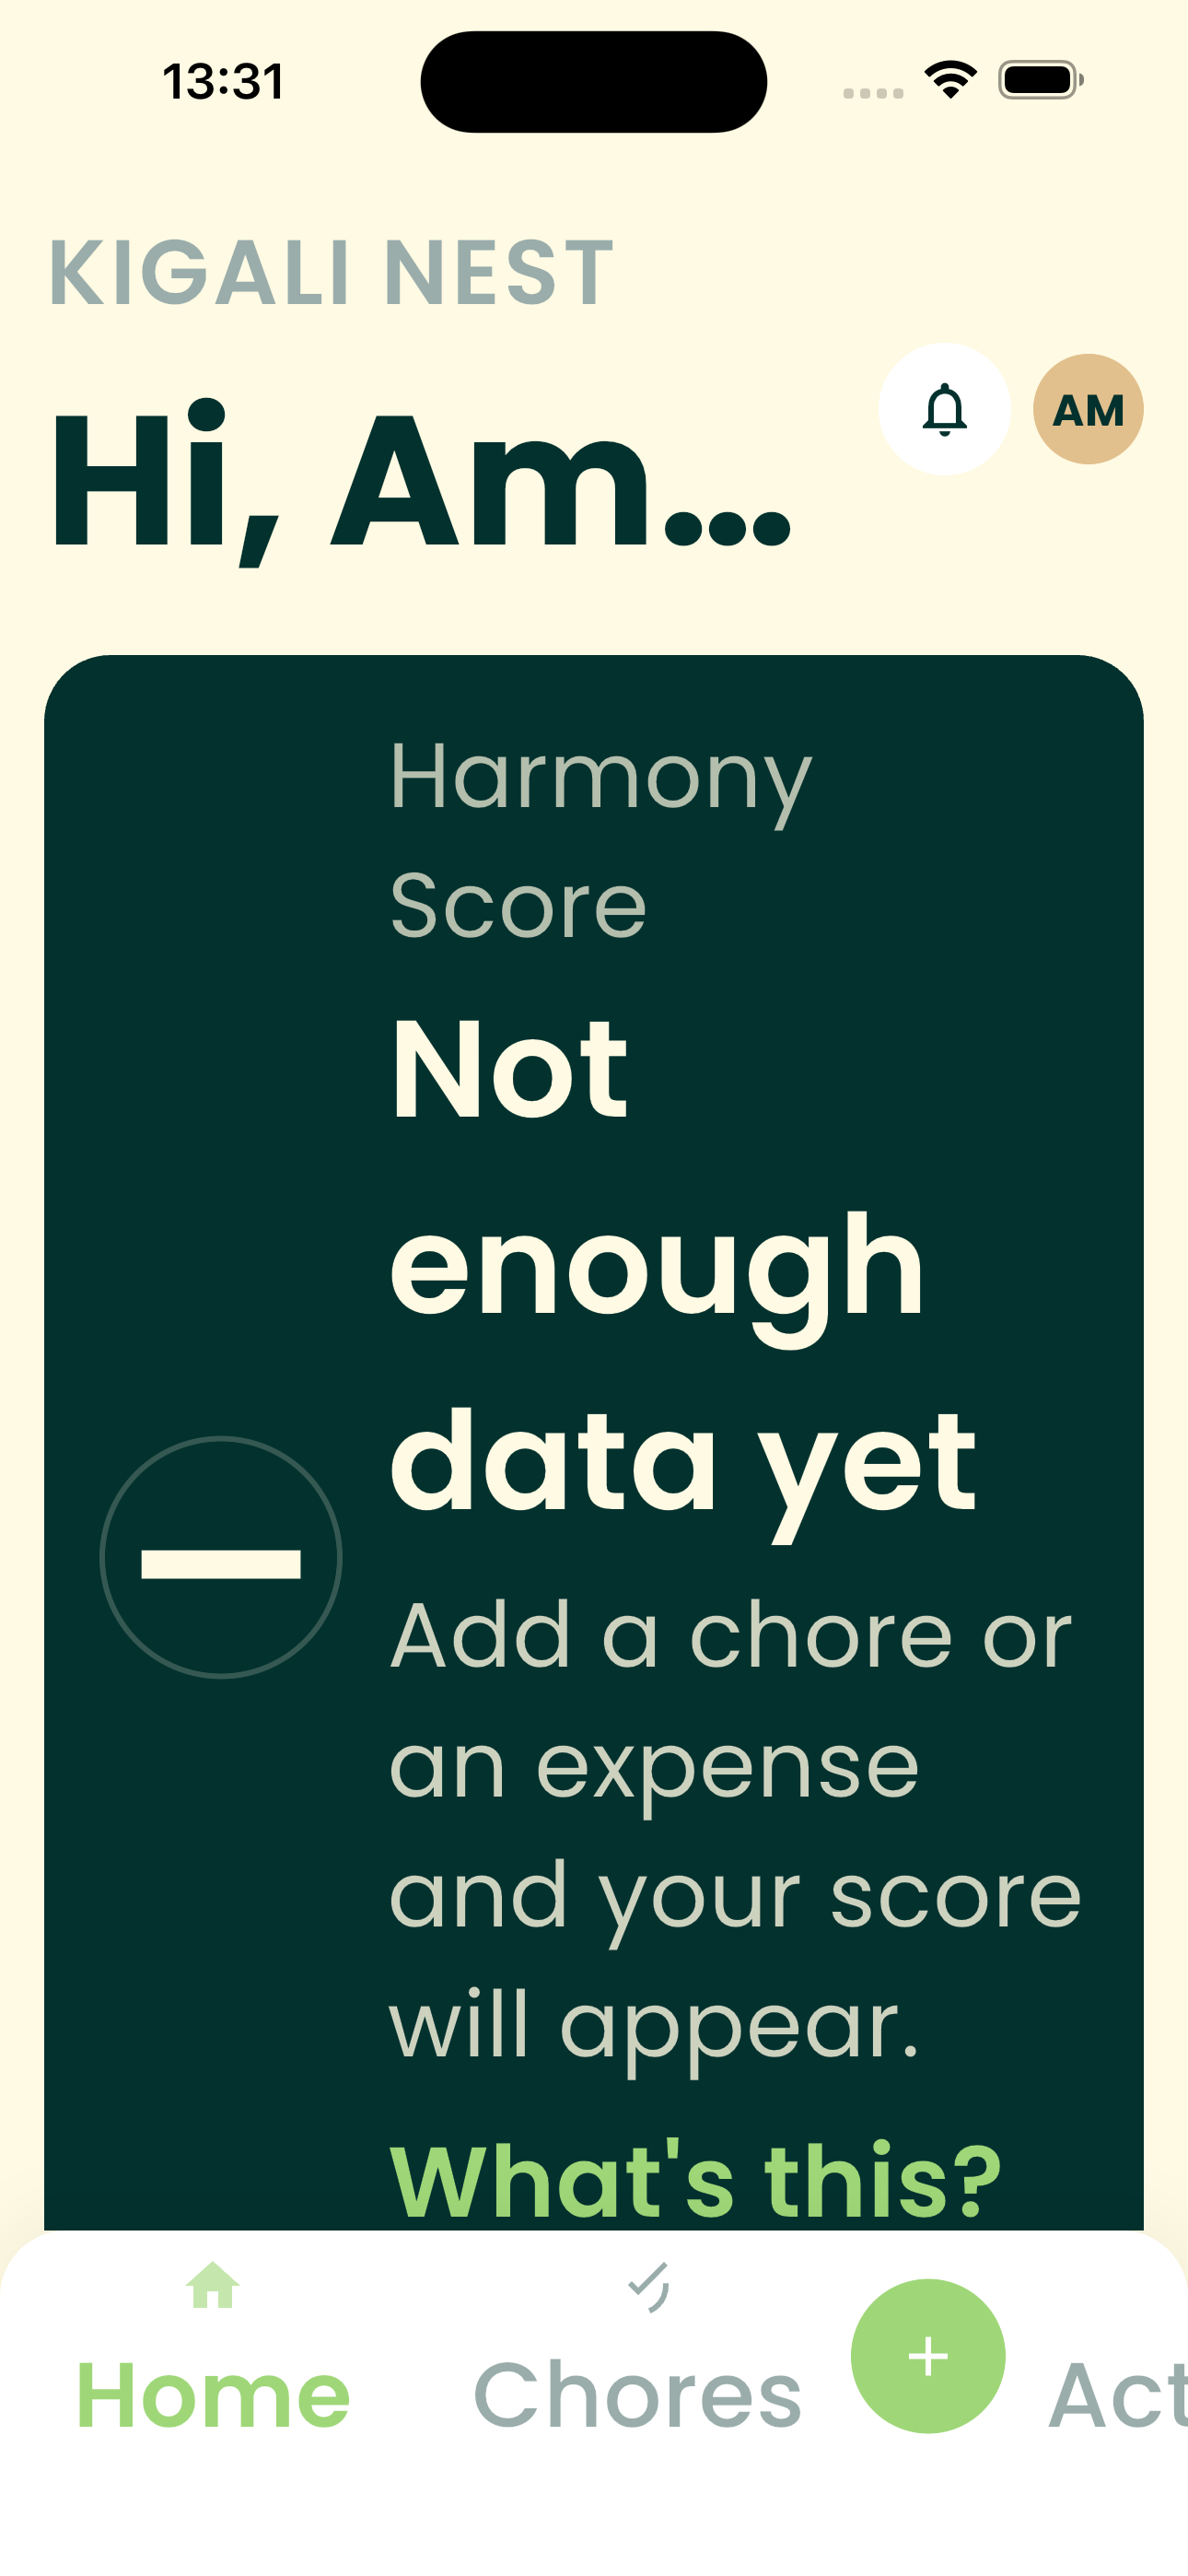 13:31
KIGALI NEST
Hi, Am...
AM
Harmony
Score
Not
enough
data yet
Add a chore or
an expense
and your score
will appear.
What's this?
Home
Chores
+
Act